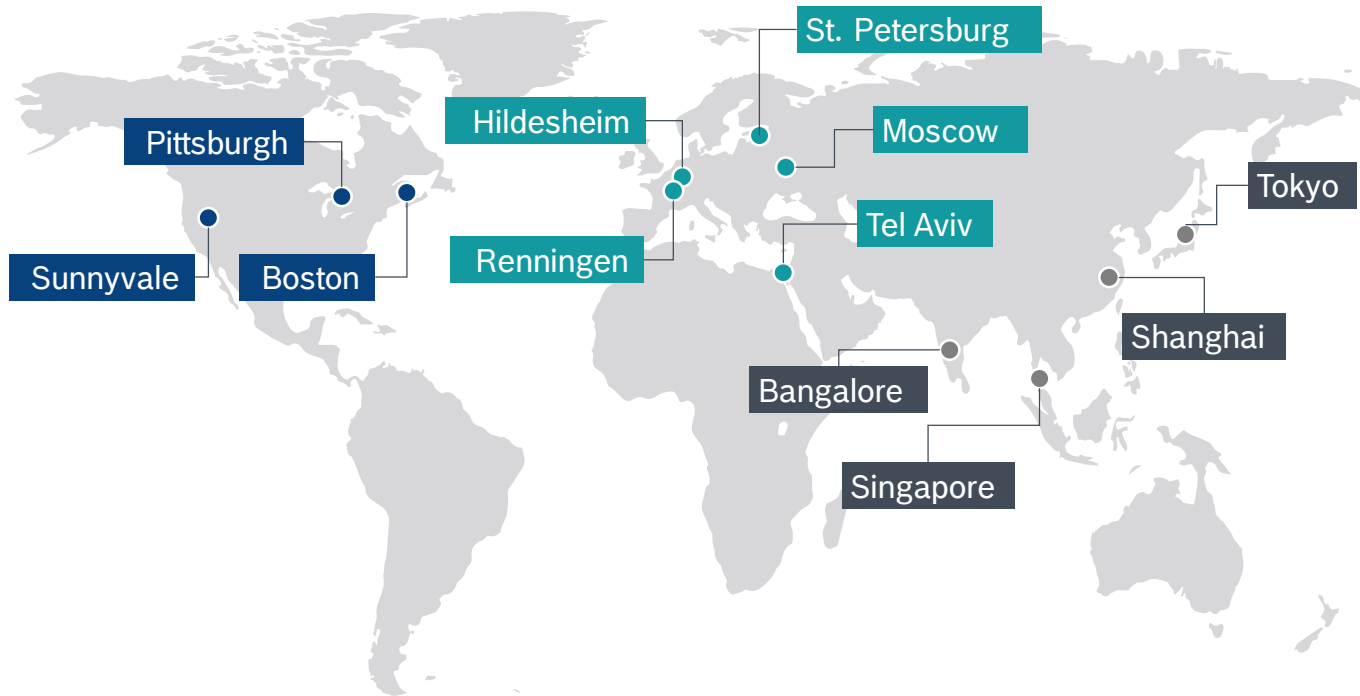 St. Petersburg
Hildesheim
Moscow
Pittsburgh
Tokyo
Tel Aviv
Renningen
Sunnyvale
Boston
Shanghai
Bangalore
Singapore